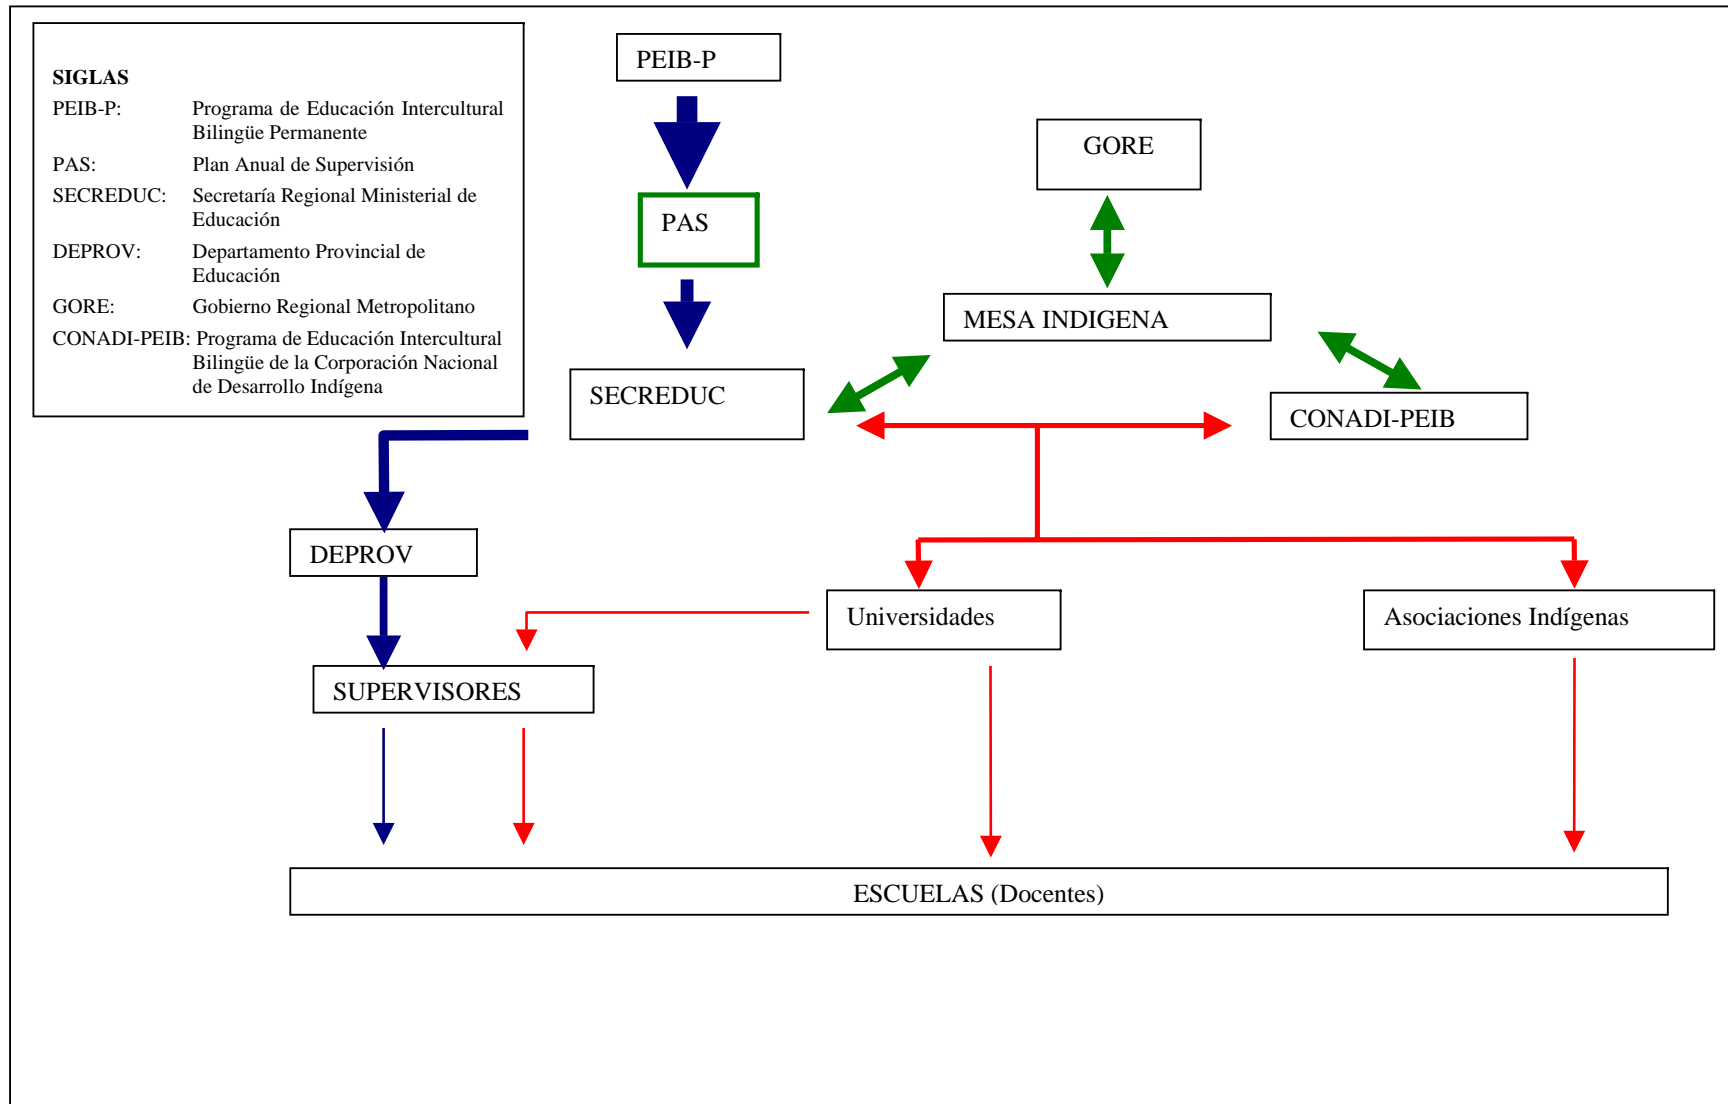 SIGLAS
PEIB-P: Programa de Educación Intercultural
Bilingüe Permanente
PAS: Plan Anual de Supervisión
SECREDUC: Secretaría Regional Ministerial de
Educación
DEPROV: Departamento Provincial de
Educación
GORE: Gobierno Regional Metropolitano
CONADI-PEIB: Programa de Educación Intercultural
Bilingüe de la Corporación Nacional
de Desarrollo Indígena
PEIB-P
GORE
PAS
MESA INDIGENA
SECREDUC
CONADI-PEIB
DEPROV
Universidades
Asociaciones Indígenas
SUPERVISORES
ESCUELAS (Docentes)